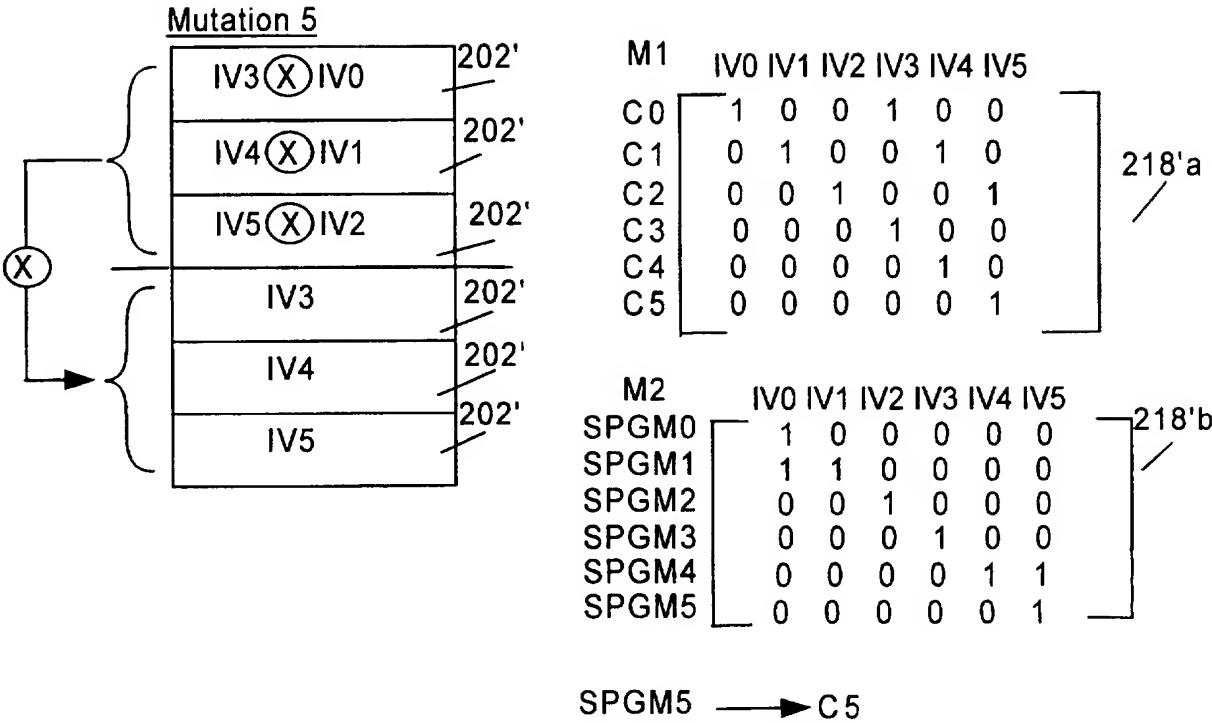 Mutation 5
IV3 X IV0
202'
IV4 X IV1
202'
IV5 X IV2
202'
X
IV3
202'
IV4
202'
IV5
202'
M1
IV0 IV1 IV2 IV3 IV4 IV5
C0 1 0 0 1 0 0
C1 0 1 0 0 1 0
C2 0 0 1 0 0 1
C3 0 0 0 1 0 0
C4 0 0 0 0 1 0
C5 0 0 0 0 0 1
218'a
M2
IV0 IV1 IV2 IV3 IV4 IV5
SPGM0 1 0 0 0 0 0
SPGM1 1 1 0 0 0 0
SPGM2 0 0 1 0 0 0
SPGM3 0 0 0 1 0 0
SPGM4 0 0 0 0 1 1
SPGM5 0 0 0 0 0 1
218'b
SPGM5 → C5